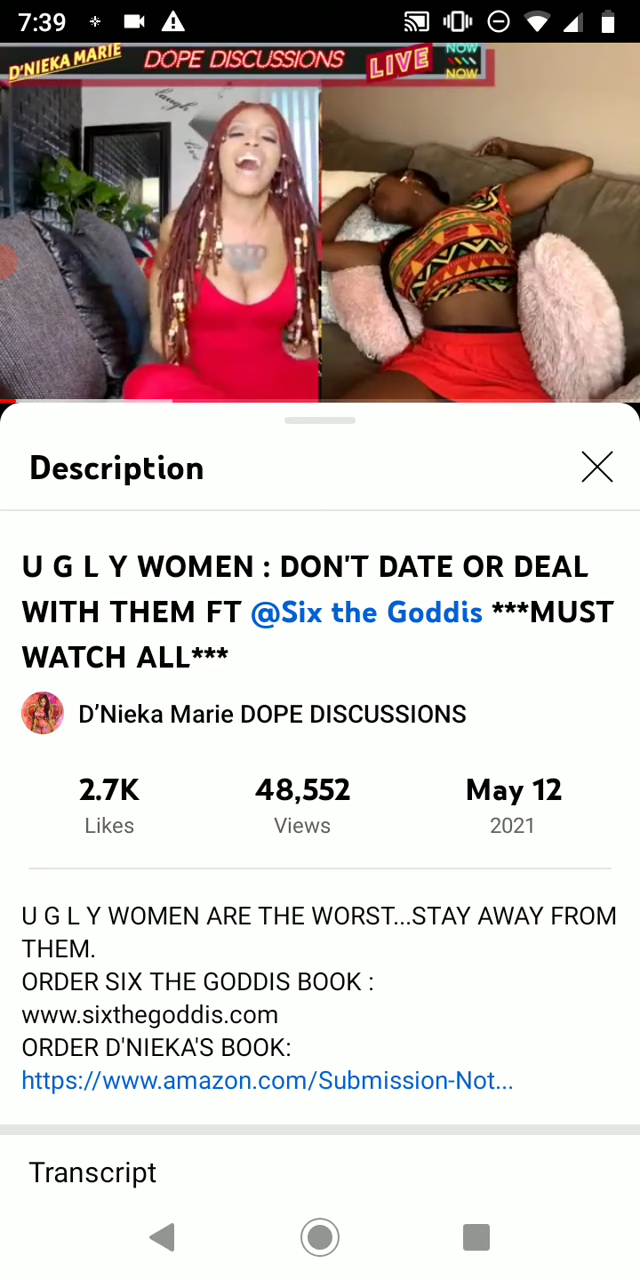 7:39
D'NIEKA MARIE DOPE DISCUSSIONS LIVE NOW
NOW
laugh
live
Description
U G L Y WOMEN : DON'T DATE OR DEAL
WITH THEM FT @Six the Goddis ***MUST
WATCH ALL***
D’Nieka Marie DOPE DISCUSSIONS
2.7K 48,552 May 12
Likes Views 2021
U G L Y WOMEN ARE THE WORST...STAY AWAY FROM
THEM.
ORDER SIX THE GODDIS BOOK :
www.sixthegoddis.com
ORDER D'NIEKA'S BOOK:
https://www.amazon.com/Submission-Not...
Transcript